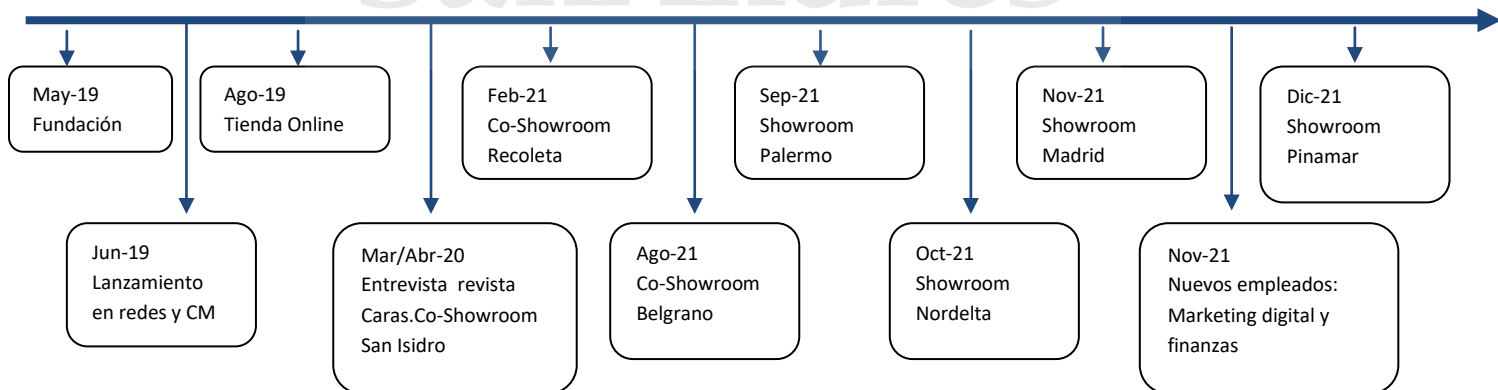 May-19
Fundación
Jun-19
Lanzamiento
en redes y CM
Ago-19
Tienda Online
Mar/Abr-20
Entrevista revista
Caras.Co-Showroom
San Isidro
Feb-21
Co-Showroom
Recoleta
Ago-21
Co-Showroom
Belgrano
Sep-21
Showroom
Palermo
Oct-21
Showroom
Nordelta
Nov-21
Showroom
Madrid
Nov-21
Nuevos empleados:
Marketing digital y
finanzas
Dic-21
Showroom
Pinamar